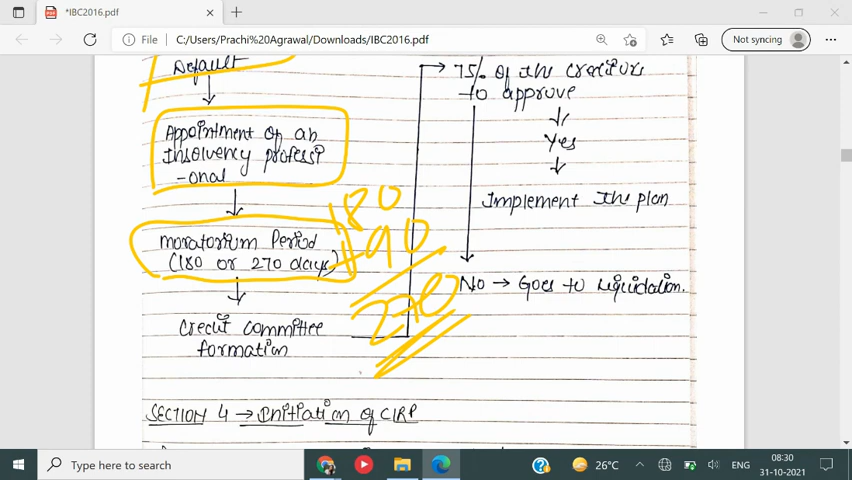 *IBC2016.pdf
File
C:/Users/Prachi%20Agrawal/Downloads/IBC2016.pdf
Not syncing
Default
Appointment of an
Insolvency professi
-onal
Moratorium Period
(180 or 270 days)
Credit Committee
formation
180
+90
270
75% of the creditors
to approve
Yes
Implement the plan
No → Goes to Liquidation.
SECTION 4 → Initiation of CIRP
Type here to search
26°C
ENG
08:30
31-10-2021